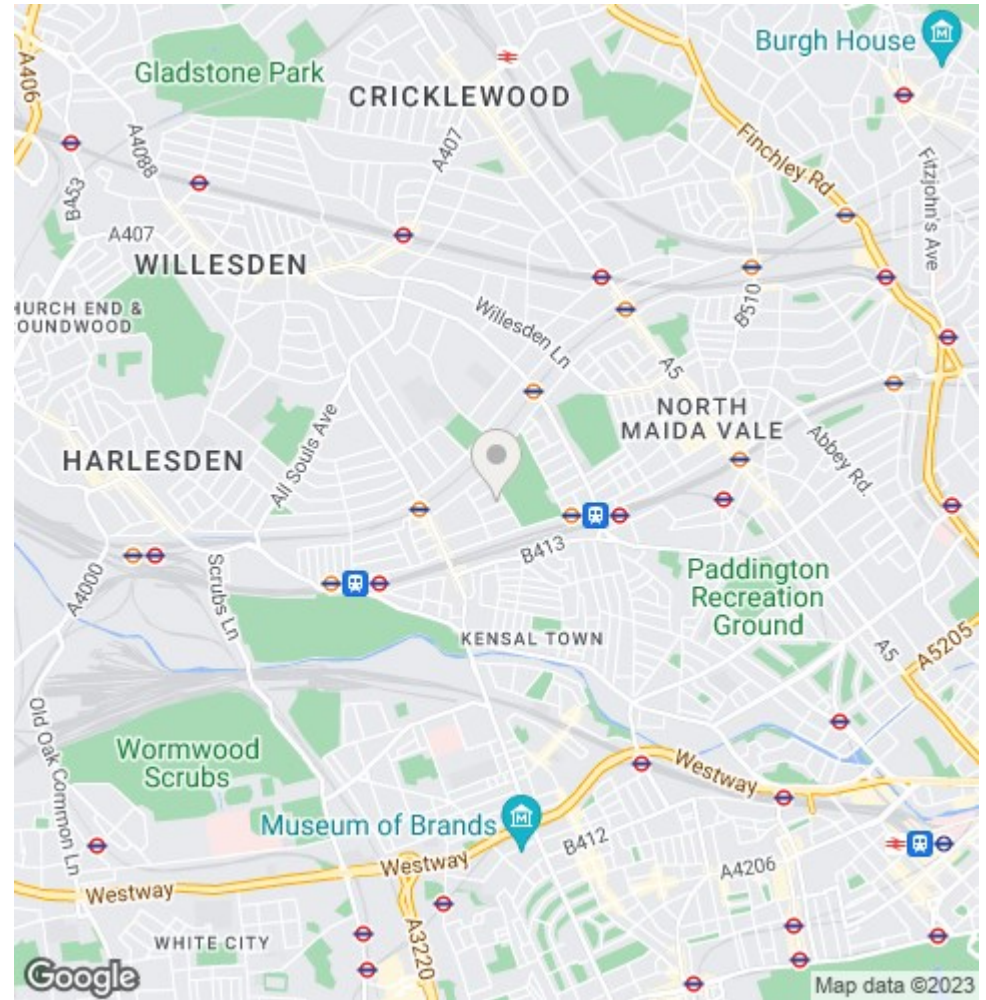 A406
Gladstone Park
CRICKLEWOOD
Burgh House
A4088
A407
Finchley Rd
Fitzjohn's Ave
B453
A407
WILLESDEN
HURCH END &
OUNDWOOD
Willesden Ln
B510
A5
NORTH
MAIDA VALE
Abbey Rd.
All Souls Ave
HARLESDEN
B413
A4000
Scrubs Ln
Paddington
Recreation
Ground
KENSAL TOWN
A5
A5205
Old Oak Common Ln
Wormwood
Scrubs
Westway
Museum of Brands
B412
Westway
A4206
Westway
A3220
WHITE CITY
Google
Map data ©2023